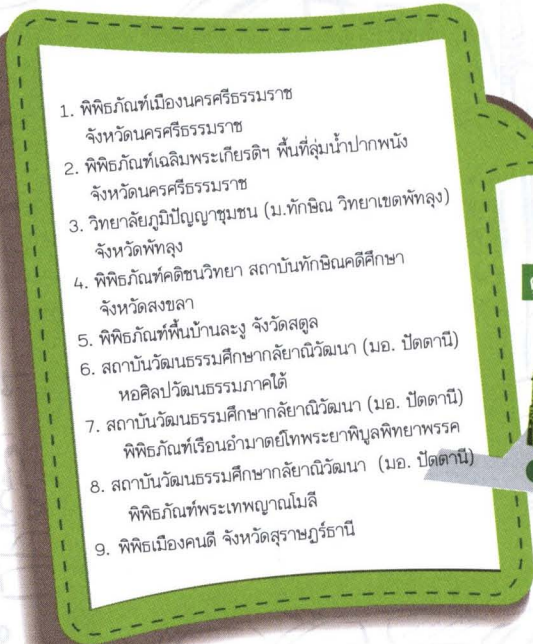 1. พิพิธภัณฑ์เมืองนครศรีธรรมราช
จังหวัดนครศรีธรรมราช
2. พิพิธภัณฑ์เฉลิมพระเกียรติฯ พื้นที่ลุ่มน้ำปากพนัง
จังหวัดนครศรีธรรมราช
3. วิทยาลัยภูมิปัญญาชุมชน (ม.ทักษิณ วิทยาเขตพัทลุง)
จังหวัดพัทลุง
4. พิพิธภัณฑ์คติชนวิทยา สถาบันทักษิณคดีศึกษา
จังหวัดสงขลา
5. พิพิธภัณฑ์พื้นบ้านละงู จังวัดสตูล
6. สถาบันวัฒนธรรมศึกษากัลยาณิวัฒนา (มอ. ปัตตานี)
หอศิลปวัฒนธรรมภาคใต้
7. สถาบันวัฒนธรรมศึกษากัลยาณิวัฒนา (มอ. ปัตตานี)
พิพิธภัณฑ์เรือนอำมาตย์โทพระยาพิบูลพิทยาพรรค
8. สถาบันวัฒนธรรมศึกษากัลยาณิวัฒนา (มอ. ปัตตานี)
พิพิธภัณฑ์พระเทพญาณโมลี
9. พิพิธเมืองคนดี จังหวัดสุราษฎร์ธานี